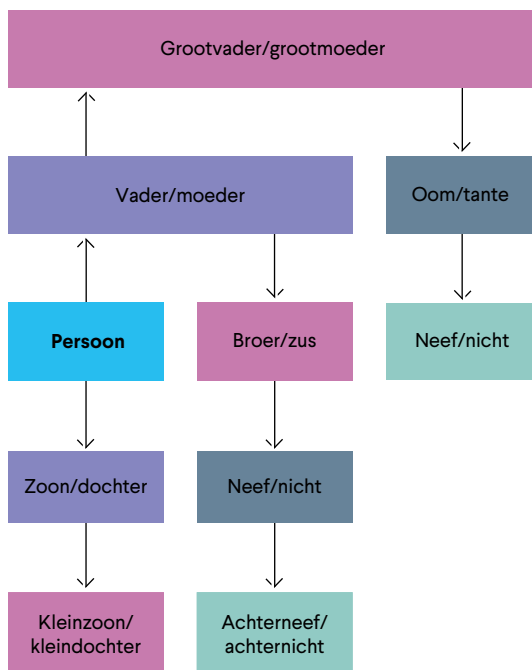 Grootvader/grootmoeder
Vader/moeder
Oom/tante
Persoon
Broer/zus
Neef/nicht
Zoon/dochter
Neef/nicht
Kleinzoon/
kleindochter
Achterneef/
achternicht